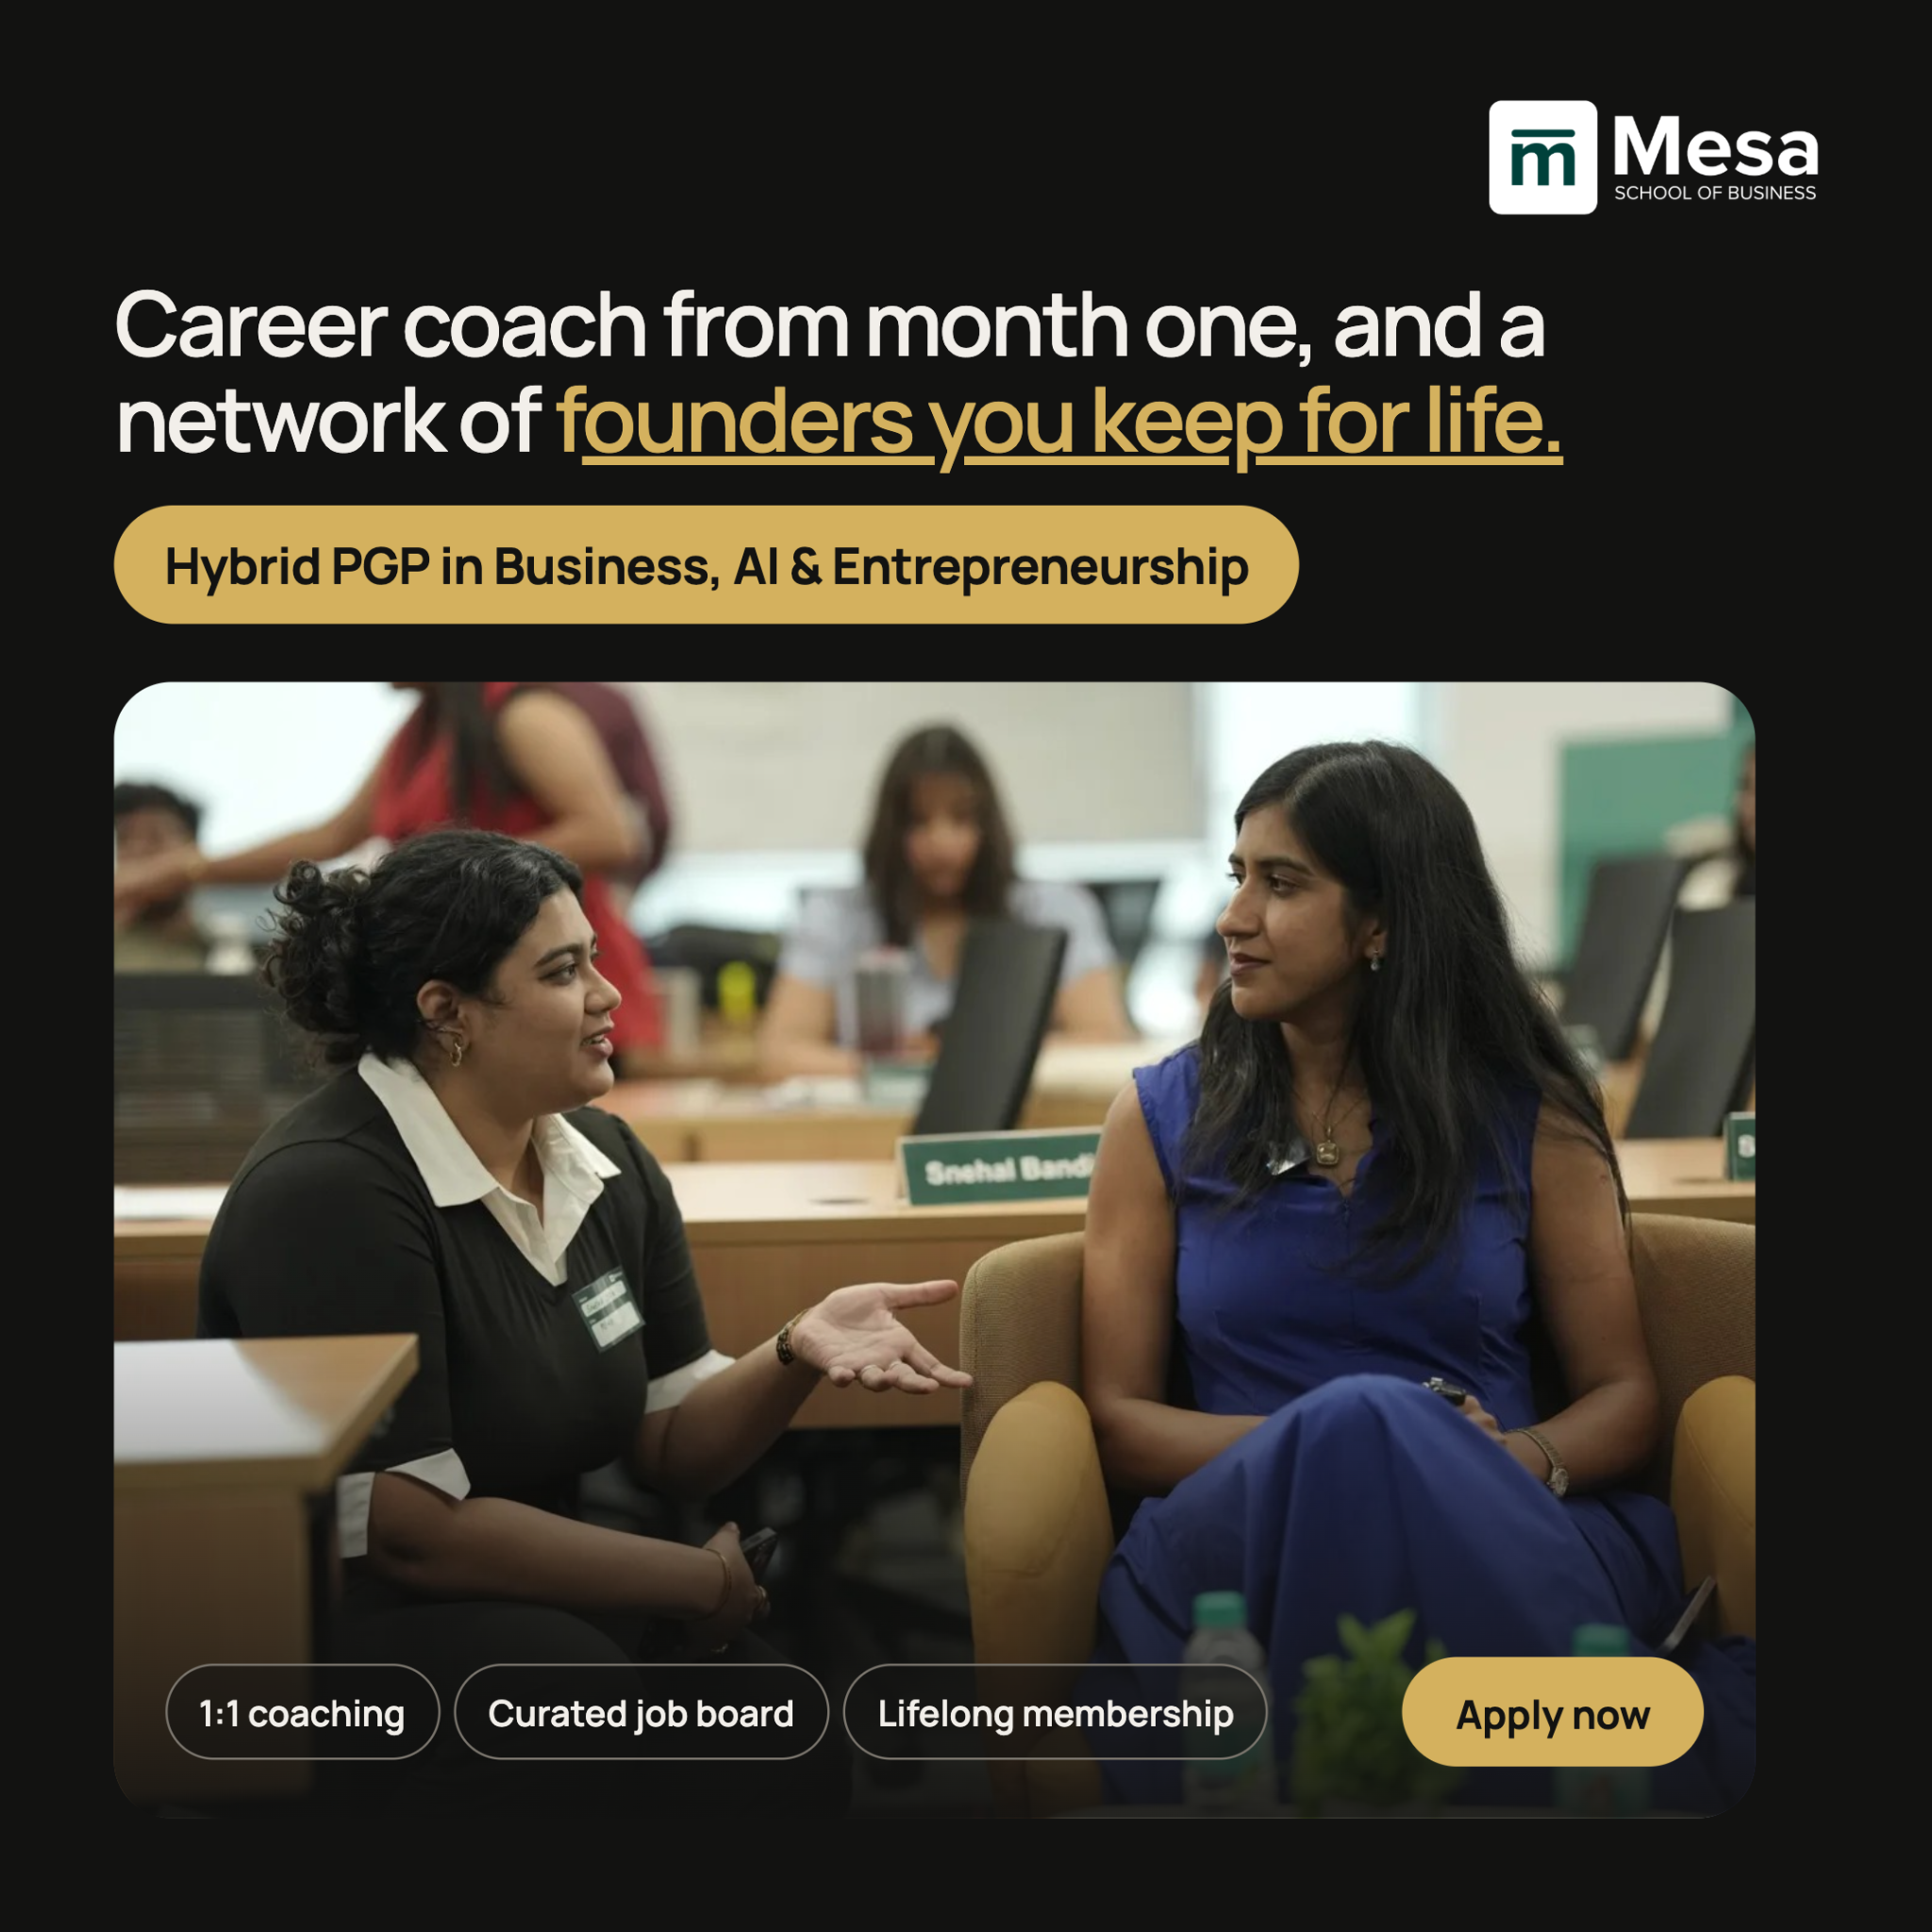 m
Mesa
SCHOOL OF BUSINESS
Career coach from month one, and a
network of founders you keep for life.
Hybrid PGP in Business, AI & Entrepreneurship
Snehal Bandi
1:1 coaching
Curated job board
Lifelong membership
Apply now